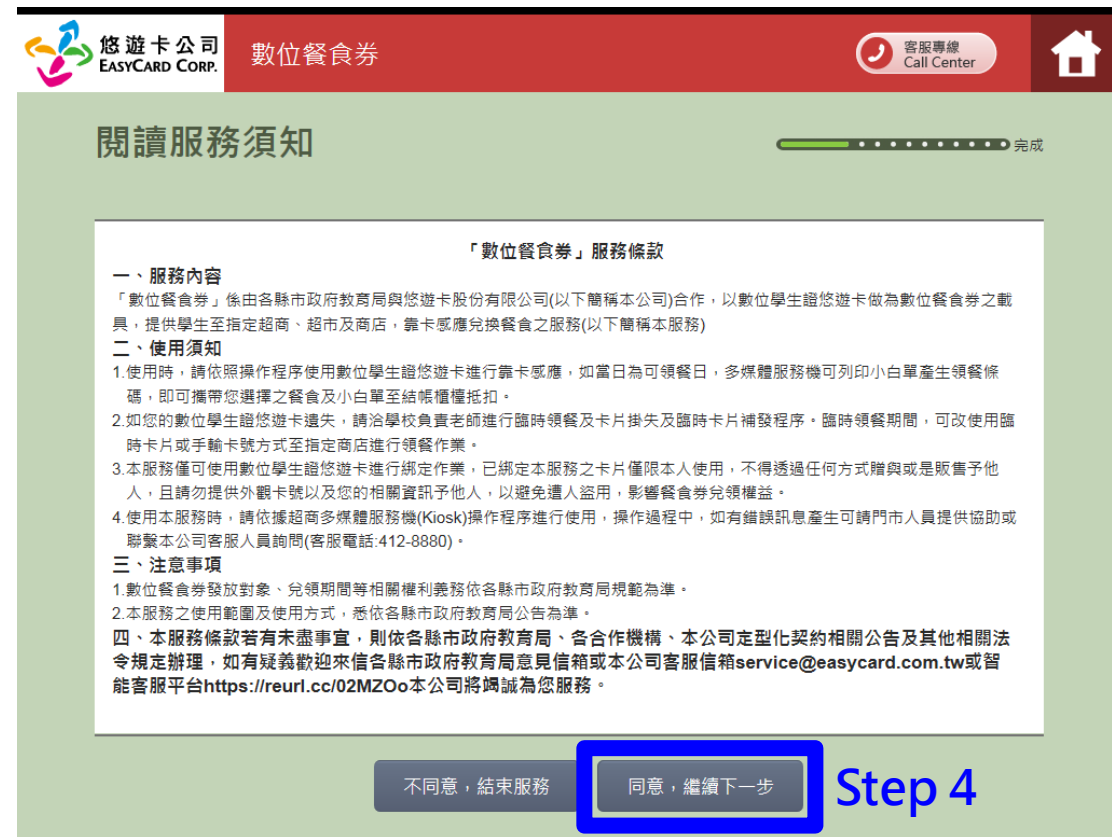 悠遊卡公司
EASYCARD CORP.
數位餐食券
客服專線
Call Center
閱讀服務須知
完成
「數位餐食券」服務條款
一、服務內容
「數位餐食券」係由各縣市政府教育局與悠遊卡股份有限公司(以下簡稱本公司)合作，以數位學生證悠遊卡做為數位餐食券之載
具，提供學生至指定超商、超市及商店，靠卡感應兌換餐食之服務(以下簡稱本服務)
二、使用須知
1.使用時，請依照操作程序使用數位學生證悠遊卡進行靠卡感應，如當日為可領餐日，多媒體服務機可列印小白單產生領餐條
碼，即可攜帶您選擇之餐食及小白單至結帳櫃檯抵扣。
2.如您的數位學生證悠遊卡遺失，請洽學校負責老師進行臨時領餐及卡片掛失及臨時卡片補發程序。臨時領餐期間，可改使用臨
時卡片或手輸卡號方式至指定商店進行領餐作業。
3.本服務僅可使用數位學生證悠遊卡進行綁定作業，已綁定本服務之卡片僅限本人使用，不得透過任何方式贈與或是販售予他
人，且請勿提供外觀卡號以及您的相關資訊予他人，以避免遭人盜用，影響餐食券兌領權益。
4.使用本服務時，請依據超商多媒體服務機(Kiosk)操作程序進行使用，操作過程中，如有錯誤訊息產生可請門市人員提供協助或
聯繫本公司客服人員詢問(客服電話:412-8880)。
三、注意事項
1.數位餐食券發放對象、兌領期間等相關權利義務依各縣市政府教育局規範為準。
2.本服務之使用範圍及使用方式，悉依各縣市政府教育局公告為準。
四、本服務條款若有未盡事宜，則依各縣市政府教育局、各合作機構、本公司定型化契約相關公告及其他相關法
令規定辦理，如有疑義歡迎來信各縣市政府教育局意見信箱或本公司客服信箱service@easycard.com.tw或智
能客服平台https://reurl.cc/02MZOo本公司將竭誠為您服務。
不同意，結束服務
同意，繼續下一步
Step 4